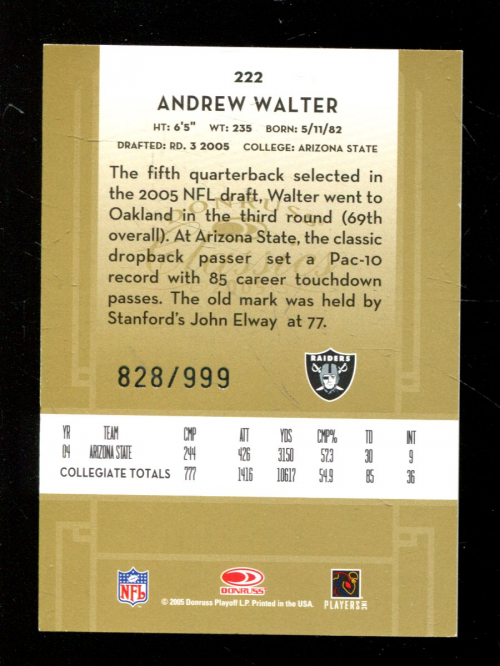 222
ANDREW WALTER
HT: 6'5" WT: 235 BORN: 5/11/82
DRAFTED: RD. 3 2005 COLLEGE: ARIZONA STATE
The fifth quarterback selected in
the 2005 NFL draft, Walter went to
Oakland in the third round (69th
overall). At Arizona State, the classic
dropback passer set a Pac-10
record with 85 career touchdown
passes. The old mark was held by
Stanford's John Elway at 77.
DONRUSS
Classics
828/999
RAIDERS
YR TEAM CMP ATT YDS CMP% TD INT
04 ARIZONA STATE 244 426 3150 57.3 30 9
COLLEGIATE TOTALS 777 1416 10617 54.9 85 36
NFL
DONRUSS
PLAYERS INC
© 2005 Donruss Playoff L.P. Printed in the USA.